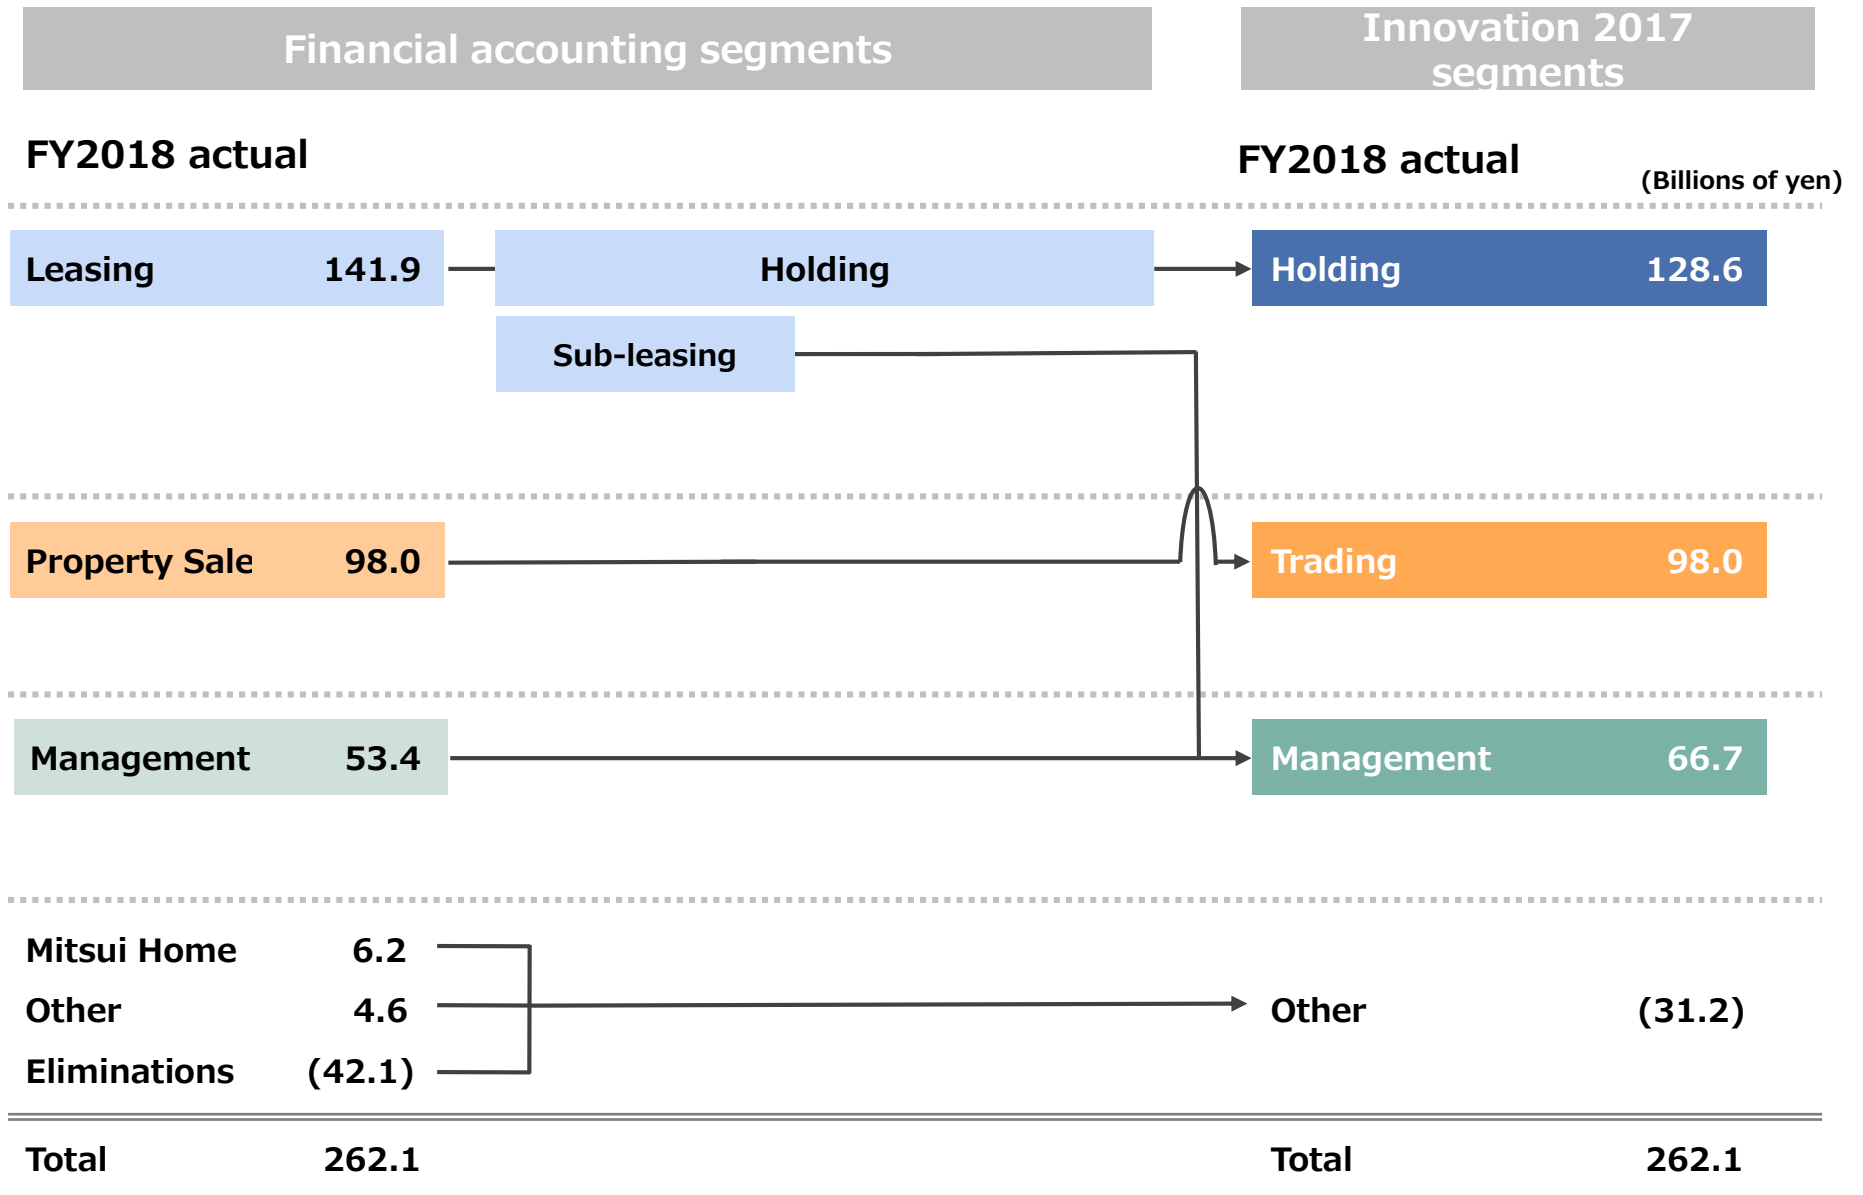 Financial accounting segments
Innovation 2017
segments
FY2018 actual
FY2018 actual
(Billions of yen)
Leasing 141.9
Holding
Holding 128.6
Sub-leasing
Property Sale 98.0
Trading 98.0
Management 53.4
Management 66.7
Mitsui Home 6.2
Other 4.6
Other (31.2)
Eliminations (42.1)
Total 262.1
Total 262.1